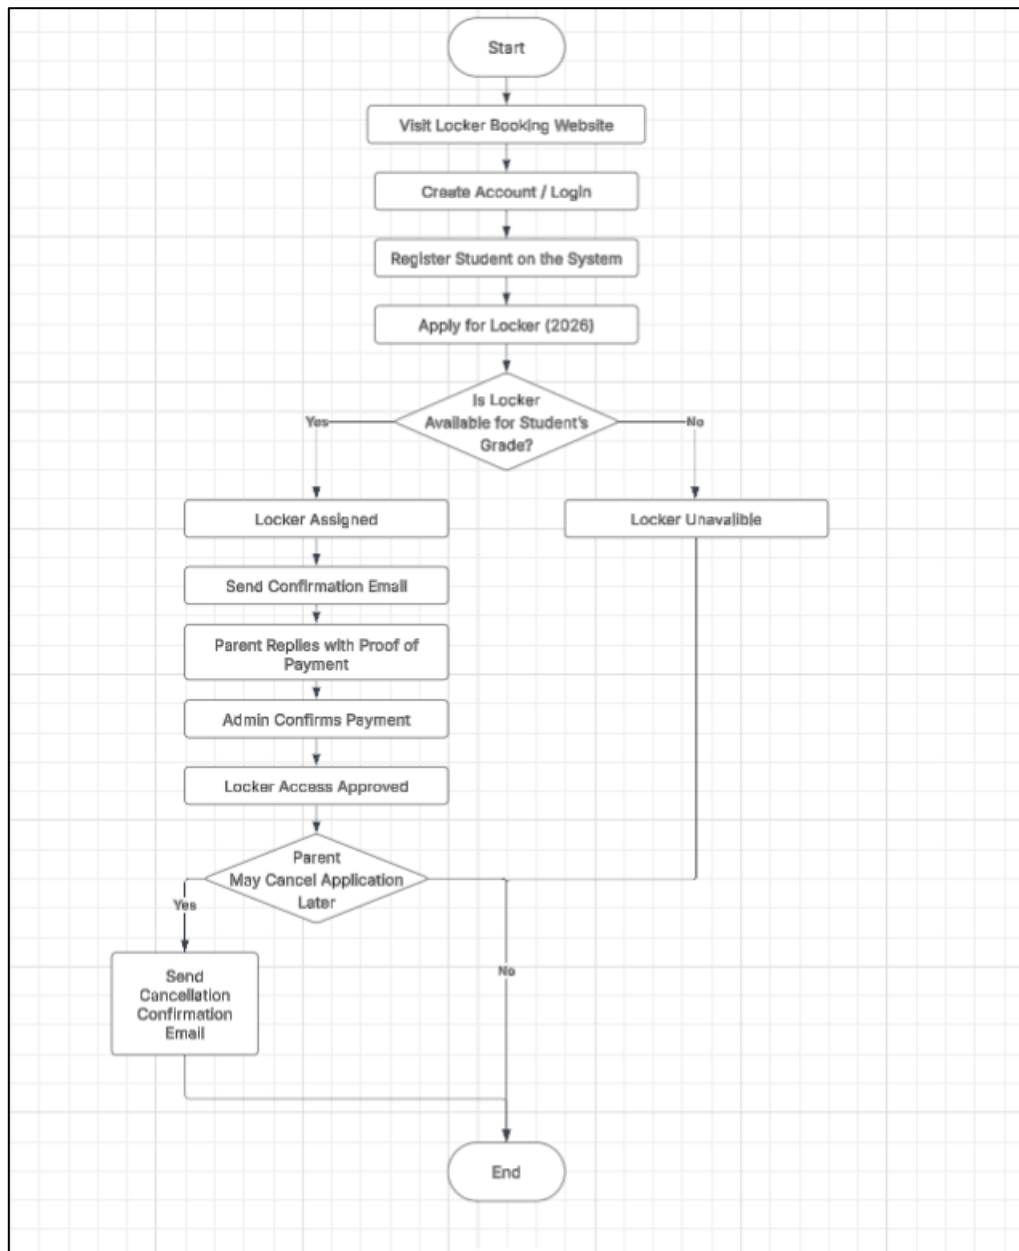 Start
Visit Locker Booking Website
Create Account / Login
Register Student on the System
Apply for Locker (2026)
Is Locker
Available for Student's
Grade?
Yes
No
Locker Assigned
Locker Unavalible
Send Confirmation Email
Parent Replies with Proof of
Payment
Admin Confirms Payment
Locker Access Approved
Parent
May Cancel Application
Later
Yes
No
Send
Cancellation
Confirmation
Email
End